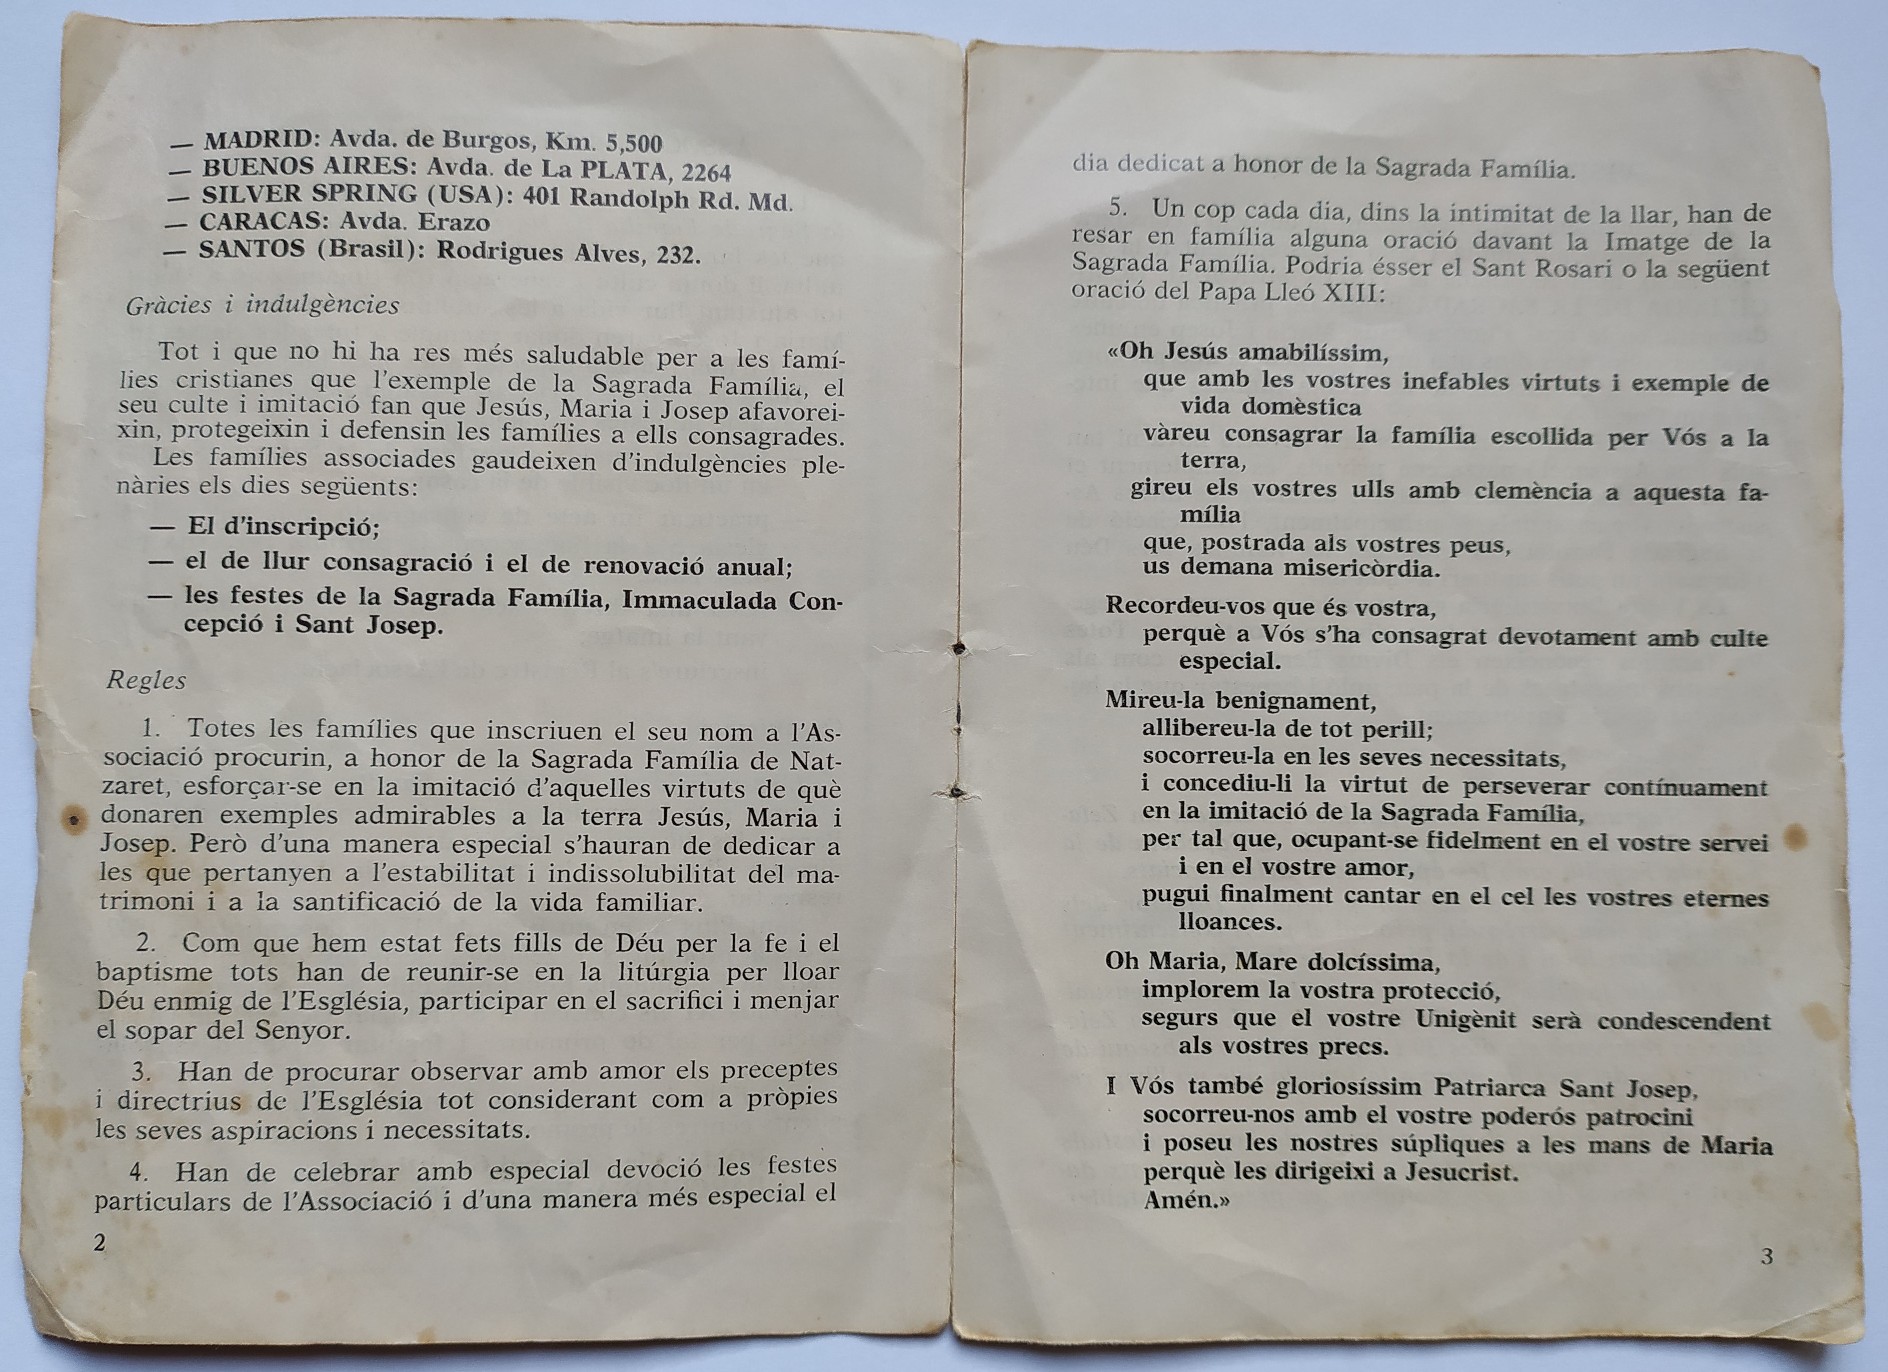 — MADRID: Avda. de Burgos, Km. 5,500
— BUENOS AIRES: Avda. de La PLATA, 2264
— SILVER SPRING (USA): 401 Randolph Rd. Md.
— CARACAS: Avda. Erazo
— SANTOS (Brasil): Rodrigues Alves, 232.
Gràcies i indulgències
Tot i que no hi ha res més saludable per a les famí-
lies cristianes que l'exemple de la Sagrada Família, el
seu culte i imitació fan que Jesús, Maria i Josep afavorei-
xin, protegeixin i defensin les famílies a ells consagrades.
Les famílies associades gaudeixen d'indulgències ple-
nàries els dies següents:
— El d'inscripció;
— el de llur consagració i el de renovació anual;
— les festes de la Sagrada Família, Immaculada Con-
cepció i Sant Josep.
Regles
1. Totes les famílies que inscriuen el seu nom a l'As-
sociació procurin, a honor de la Sagrada Família de Nat-
zaret, esforçar-se en la imitació d'aquelles virtuts de què
donaren exemples admirables a la terra Jesús, Maria i
Josep. Però d'una manera especial s'hauran de dedicar a
les que pertanyen a l'estabilitat i indissolubilitat del ma-
trimoni i a la santificació de la vida familiar.
2. Com que hem estat fets fills de Déu per la fe i el
baptisme tots han de reunir-se en la litúrgia per lloar
Déu enmig de l'Església, participar en el sacrifici i menjar
el sopar del Senyor.
3. Han de procurar observar amb amor els preceptes
i directrius de l'Església tot considerant com a pròpies
les seves aspiracions i necessitats.
4. Han de celebrar amb especial devoció les festes
particulars de l'Associació i d'una manera més especial el
2
dia dedicat a honor de la Sagrada Família.
5. Un cop cada dia, dins la intimitat de la llar, han de
resar en família alguna oració davant la Imatge de la
Sagrada Família. Podria ésser el Sant Rosari o la següent
oració del Papa Lleó XIII:
«Oh Jesús amabilíssim,
que amb les vostres inefables virtuts i exemple de
vida domèstica
vàreu consagrar la família escollida per Vós a la
terra,
gireu els vostres ulls amb clemència a aquesta fa-
mília
que, postrada als vostres peus,
us demana misericòrdia.
Recordeu-vos que és vostra,
perquè a Vós s'ha consagrat devotament amb culte
especial.
Mireu-la benignament,
allibereu-la de tot perill;
socorreu-la en les seves necessitats,
i concediu-li la virtut de perseverar contínuament
en la imitació de la Sagrada Família,
per tal que, ocupant-se fidelment en el vostre servei
i en el vostre amor,
pugui finalment cantar en el cel les vostres eternes
lloances.
Oh Maria, Mare dolcíssima,
implorem la vostra protecció,
segurs que el vostre Unigènit serà condescendent
als vostres precs.
I Vós també gloriosíssim Patriarca Sant Josep,
socorreu-nos amb el vostre poderós patrocini
i poseu les nostres súpliques a les mans de Maria
perquè les dirigeixi a Jesucrist.
Amén.»
3